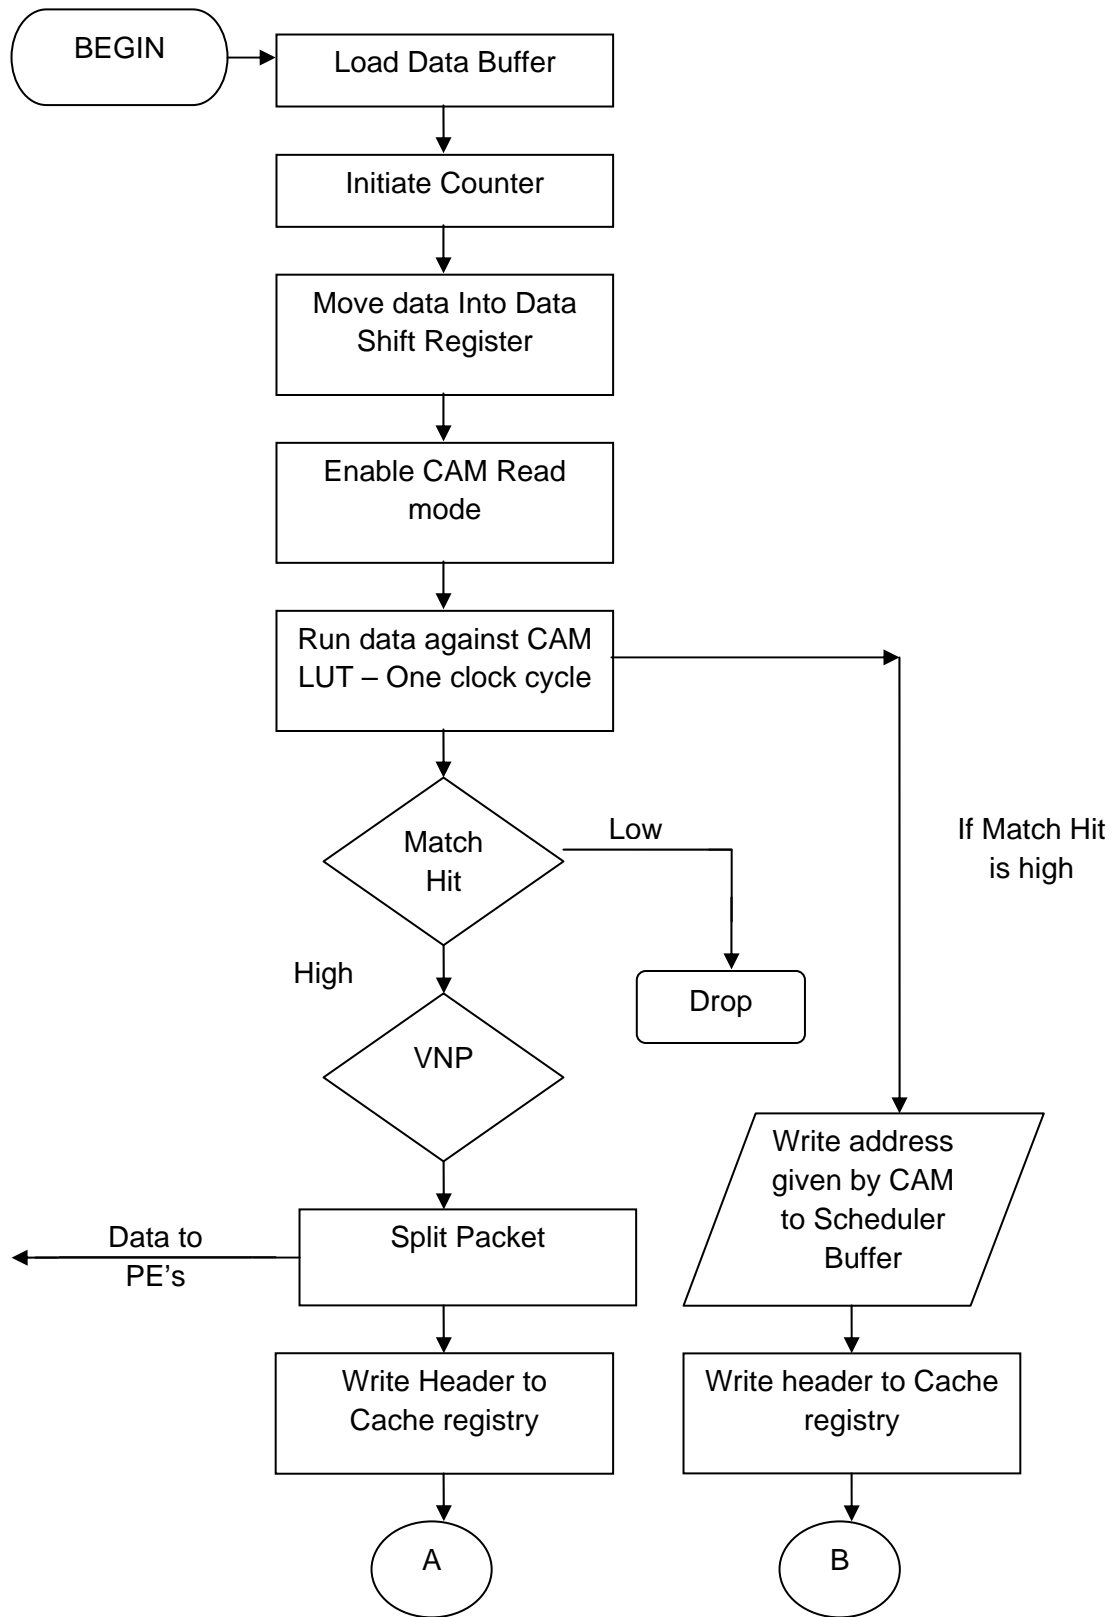 BEGIN
Load Data Buffer
Initiate Counter
Move data Into Data
Shift Register
Enable CAM Read
mode
Run data against CAM
LUT – One clock cycle
Match
Hit
Low
If Match Hit
is high
High
Drop
VNP
Write address
given by CAM
to Scheduler
Buffer
Split Packet
Data to
PE's
Write Header to
Cache registry
Write header to Cache
registry
A
B